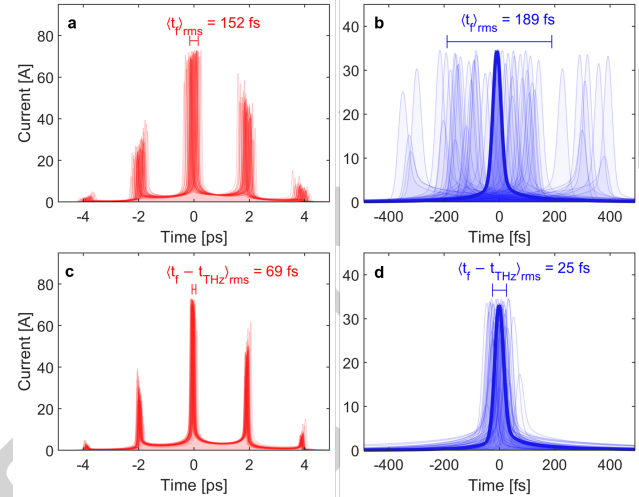 a
⟨t_f⟩_rms = 152 fs
80
60
40
20
0
Current [A]
-4 -2 0 2 4
Time [ps]
b
⟨t_f⟩_rms = 189 fs
40
30
20
10
0
-400 -200 0 200 400
Time [fs]
c
⟨t_f − t_THz⟩_rms = 69 fs
80
60
40
20
0
Current [A]
-4 -2 0 2 4
Time [ps]
d
⟨t_f − t_THz⟩_rms = 25 fs
40
30
20
10
0
-400 -200 0 200 400
Time [fs]